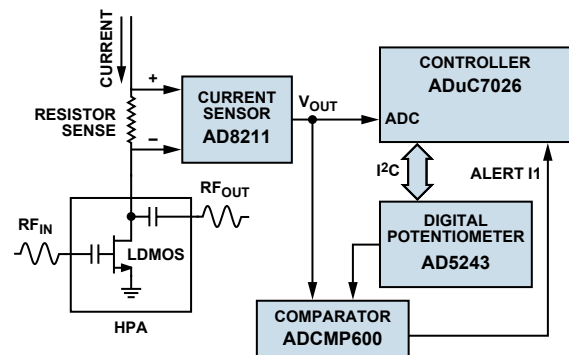 CURRENT
RESISTOR
SENSE
+
–
CURRENT
SENSOR
AD8211
VOUT
CONTROLLER
ADuC7026
ADC
I2C
ALERT I1
DIGITAL
POTENTIOMETER
AD5243
COMPARATOR
ADCMP600
RFIN
RFOUT
LDMOS
HPA